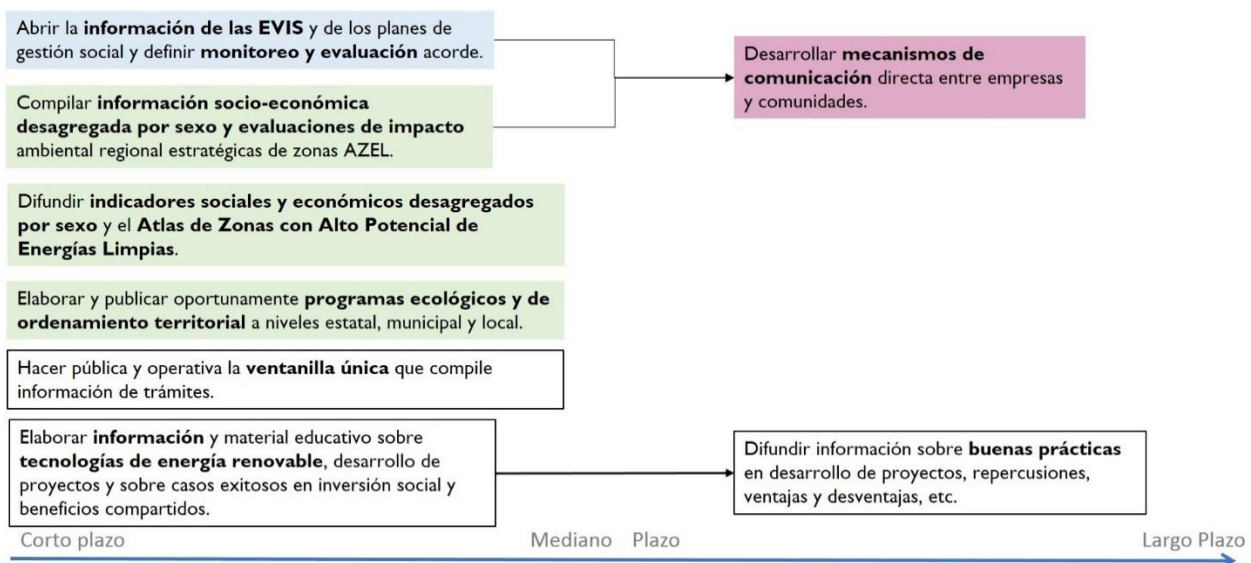 Abrir la información de las EVIS y de los planes de
gestión social y definir monitoreo y evaluación acorde.
Desarrollar mecanismos de
comunicación directa entre empresas
y comunidades.
Compilar información socio-económica
desagregada por sexo y evaluaciones de impacto
ambiental regional estratégicas de zonas AZEL.
Difundir indicadores sociales y económicos desagregados
por sexo y el Atlas de Zonas con Alto Potencial de
Energías Limpias.
Elaborar y publicar oportunamente programas ecológicos y de
ordenamiento territorial a niveles estatal, municipal y local.
Hacer pública y operativa la ventanilla única que compile
información de trámites.
Elaborar información y material educativo sobre
tecnologías de energía renovable, desarrollo de
proyectos y sobre casos exitosos en inversión social y
beneficios compartidos.
Difundir información sobre buenas prácticas
en desarrollo de proyectos, repercusiones,
ventajas y desventajas, etc.
Corto plazo Mediano Plazo Largo Plazo